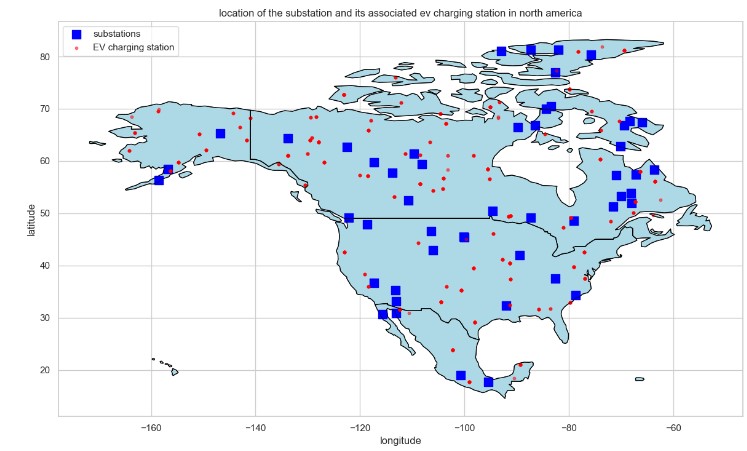 location of the substation and its associated ev charging station in north america
substations
EV charging station
80
70
60
50
40
30
20
latitude
−160
−140
−120
−100
−80
−60
longitude